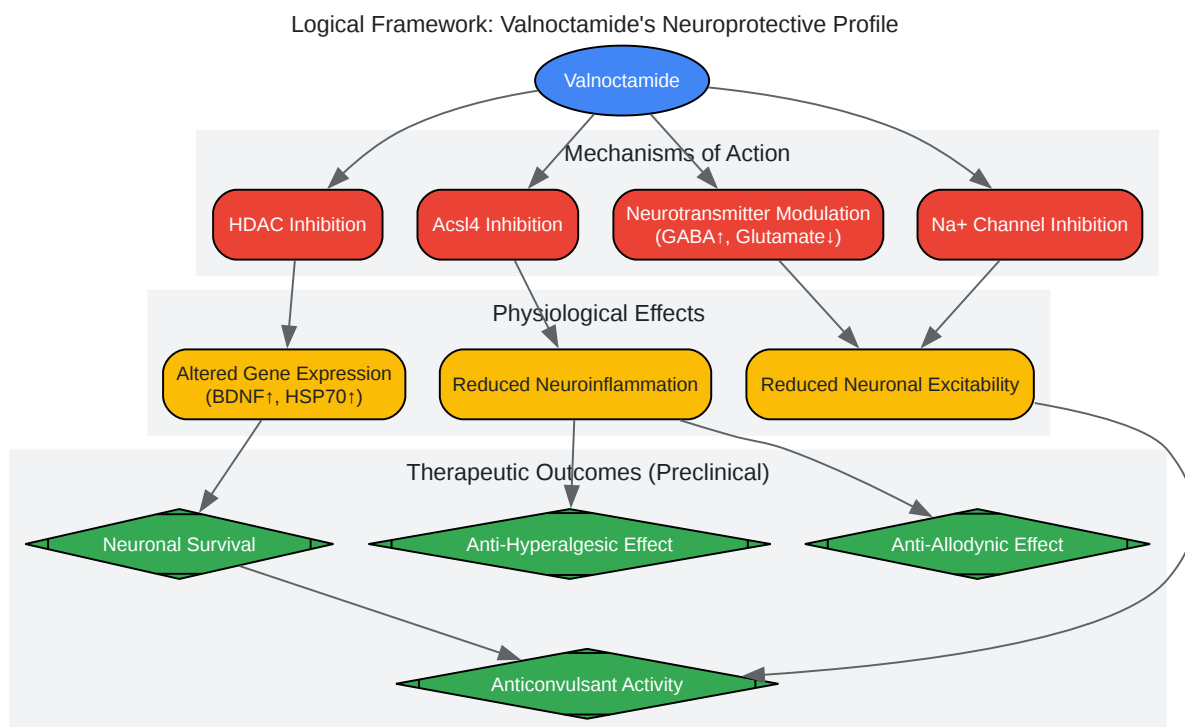 Logical Framework: Valnoctamide's Neuroprotective Profile
Valnoctamide
Mechanisms of Action
HDAC Inhibition
Acsl4 Inhibition
Neurotransmitter Modulation
(GABA↑, Glutamate↓)
Na+ Channel Inhibition
Physiological Effects
Altered Gene Expression
(BDNF↑, HSP70↑)
Reduced Neuroinflammation
Reduced Neuronal Excitability
Therapeutic Outcomes (Preclinical)
Neuronal Survival
Anti-Hyperalgesic Effect
Anti-Allodynic Effect
Anticonvulsant Activity